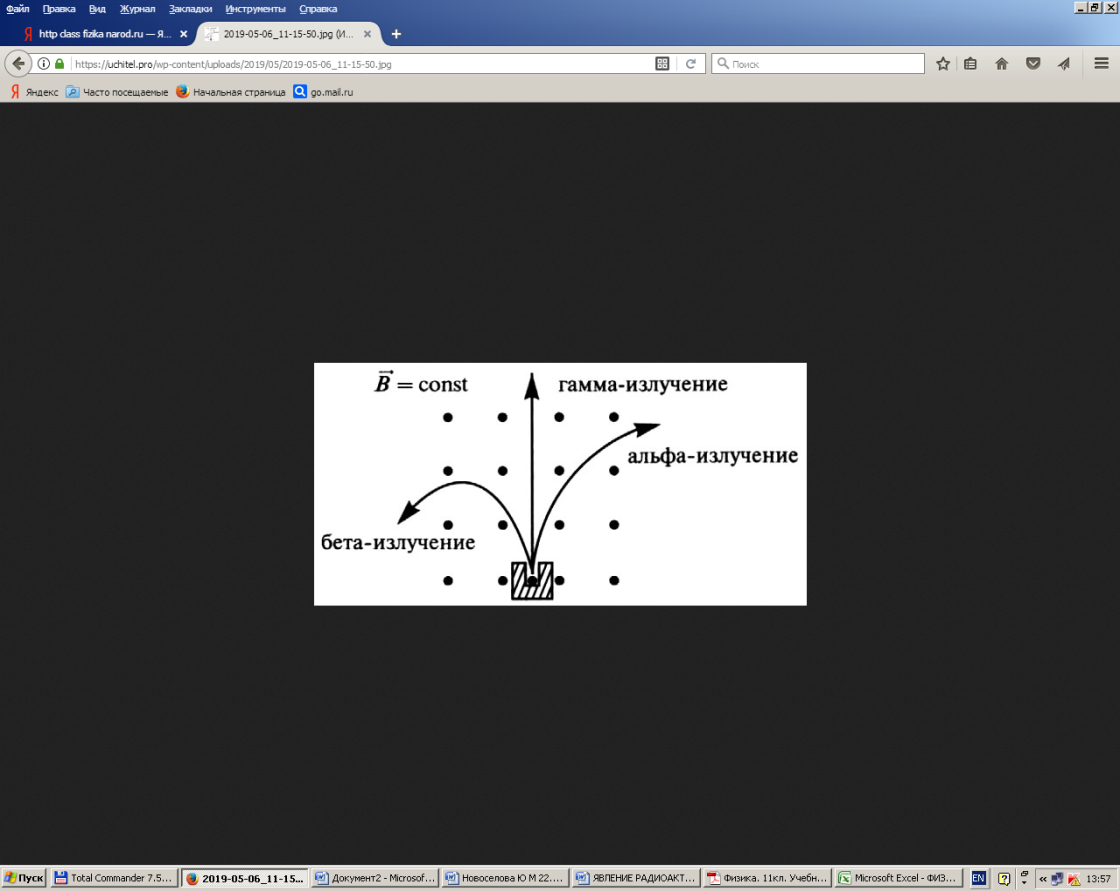 Файл Правка Вид Журнал Закладки Инструменты Справка
Я http class fizika narod.ru — Я...
2019-05-06_11-15-50.jpg (И...
https://uchitel.pro/wp-content/uploads/2019/05/2019-05-06_11-15-50.jpg
Поиск
Я Яндекс Часто посещаемые Начальная страница go.mail.ru
B = const
гамма-излучение
альфа-излучение
бета-излучение
Пуск Total Commander 7.5... 2019-05-06_11-15... Документ2 - Microsof... Новоселова Ю М 22.... ЯВЛЕНИЕ РАДИОАКТ... Физика. 11кл. Учебн... Microsoft Excel - ФИЗ... EN 13:57